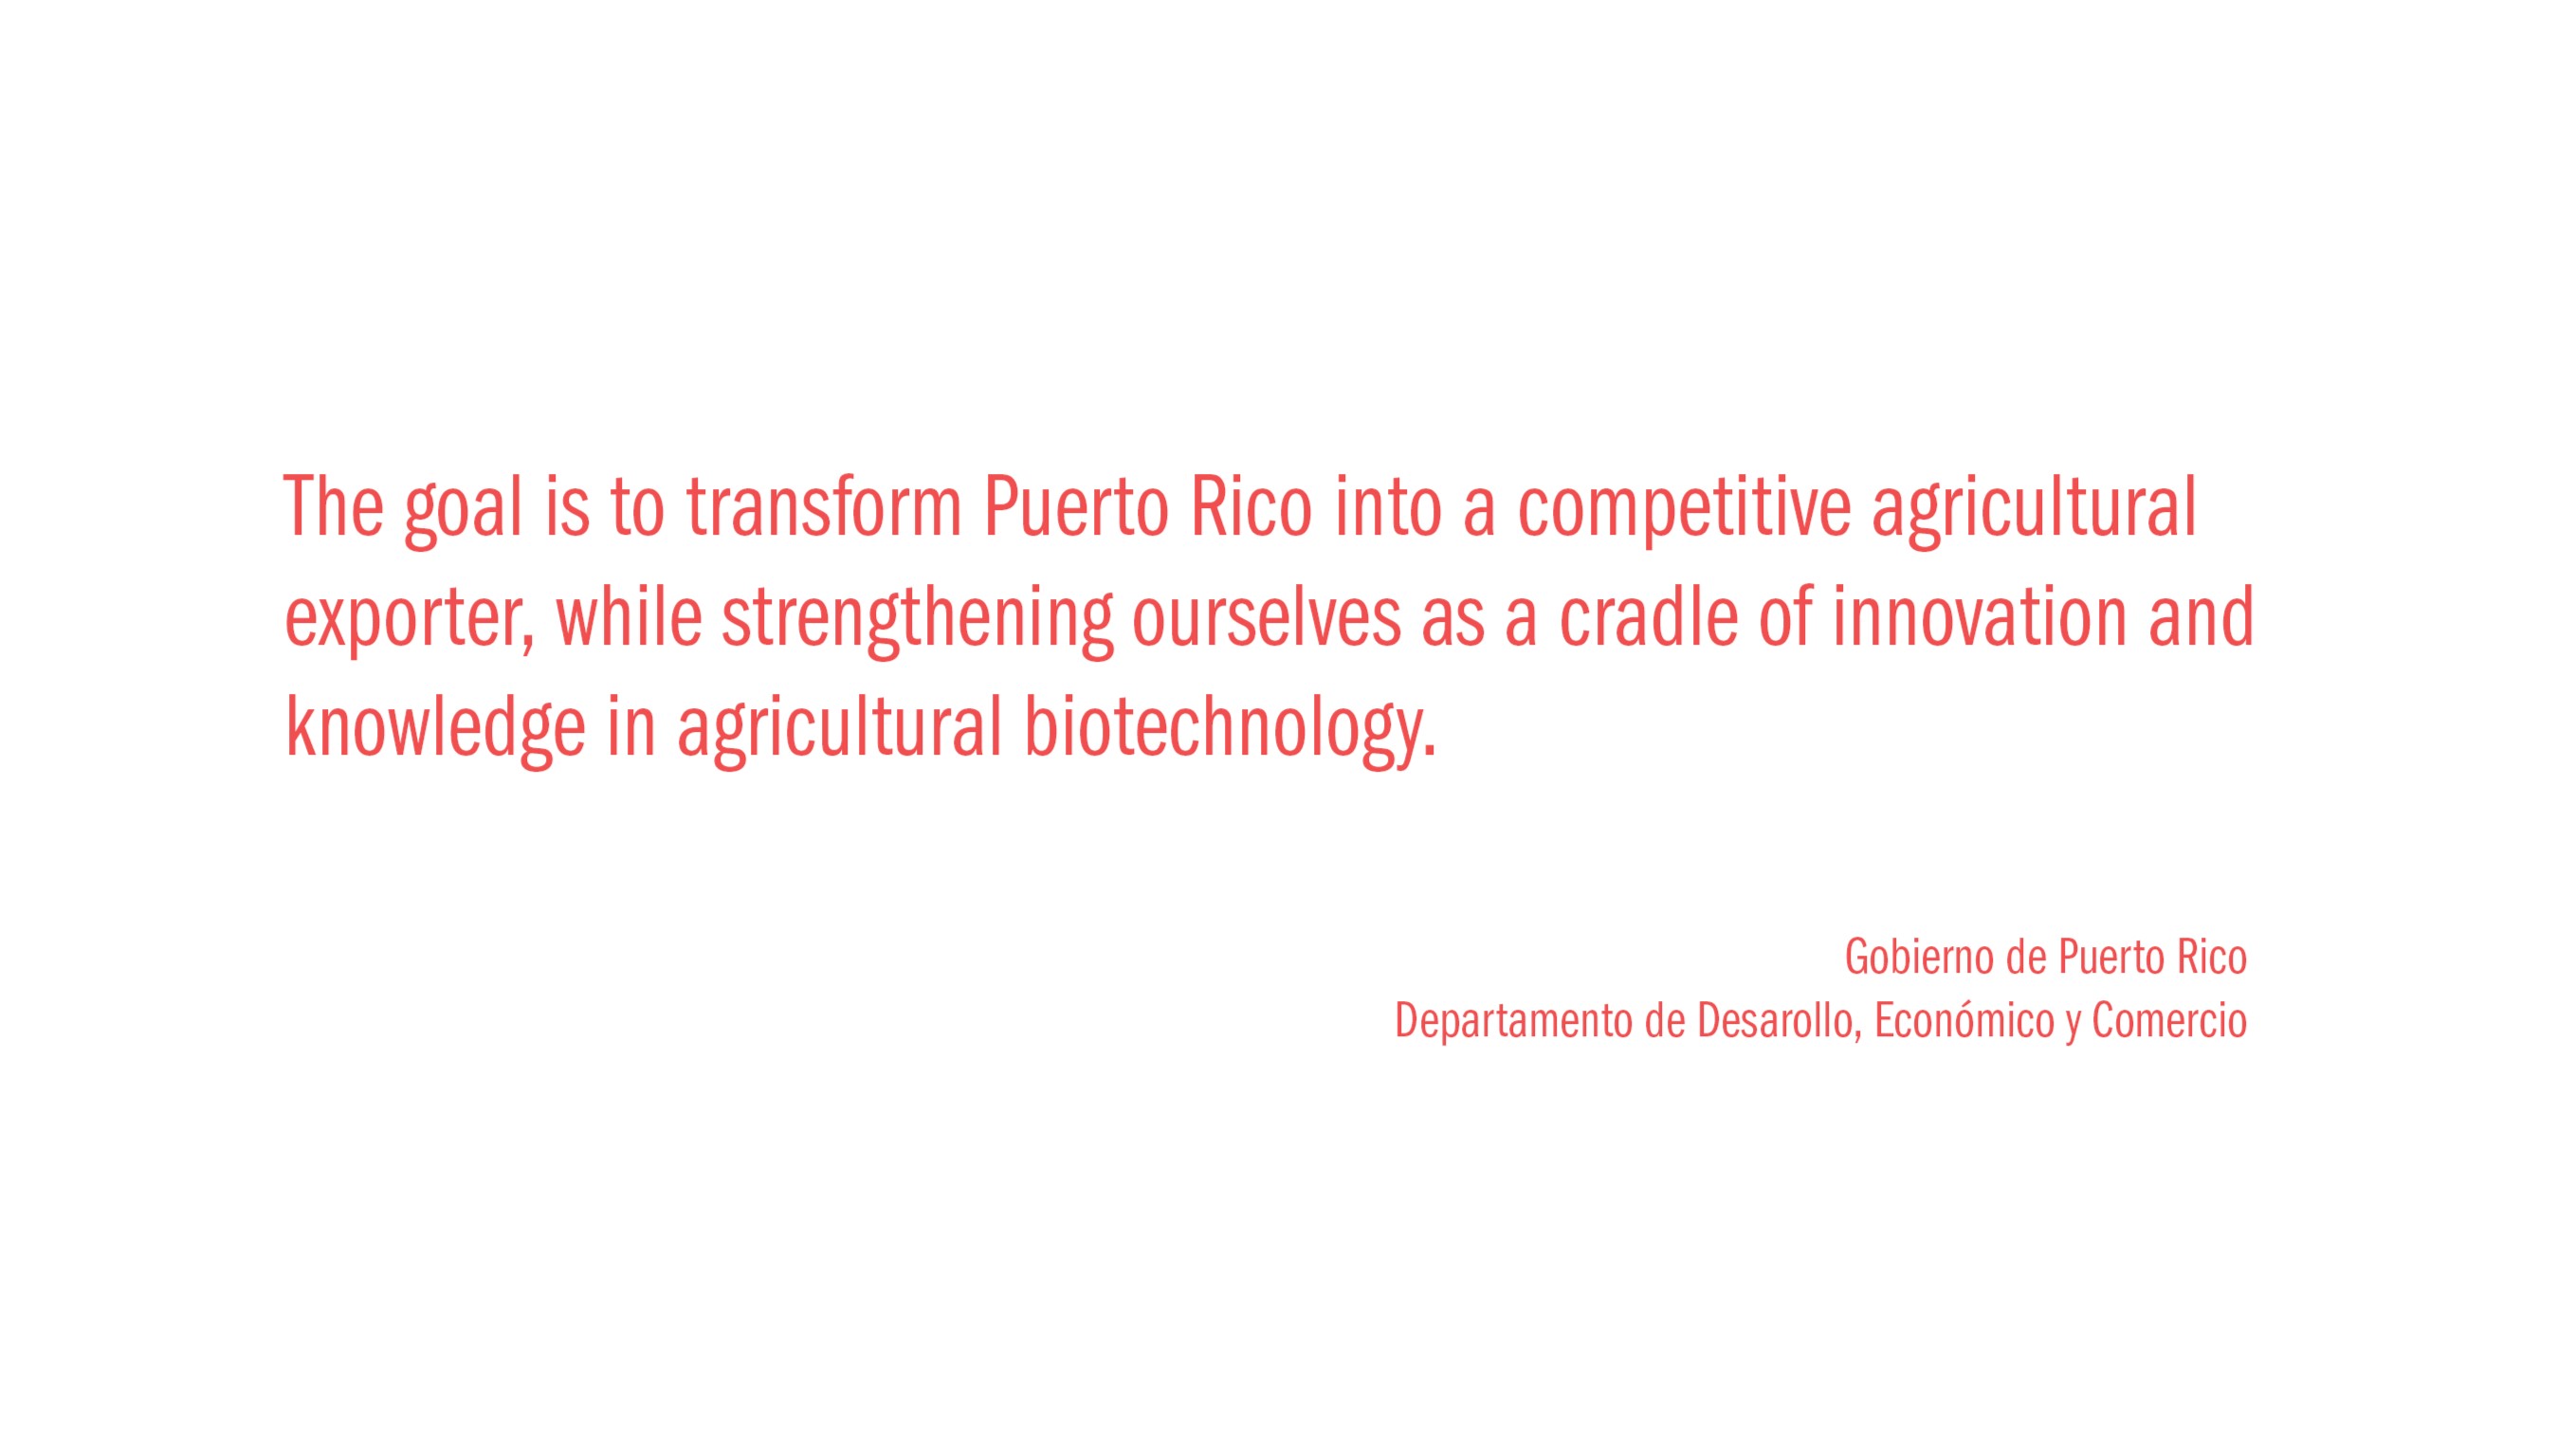 The goal is to transform Puerto Rico into a competitive agricultural
exporter, while strengthening ourselves as a cradle of innovation and
knowledge in agricultural biotechnology.
Gobierno de Puerto Rico
Departamento de Desarollo, Económico y Comercio